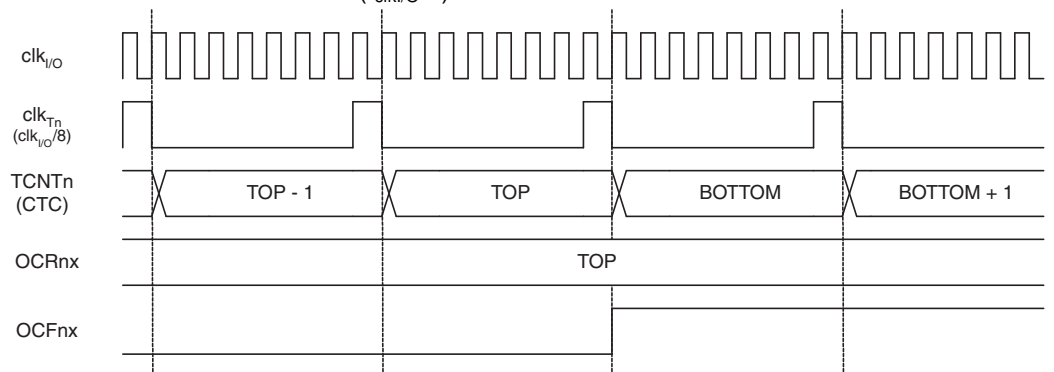 clkI/O
clkTn
(clkI/O/8)
TCNTn
(CTC)
TOP - 1
TOP
BOTTOM
BOTTOM + 1
OCRnx
TOP
OCFnx